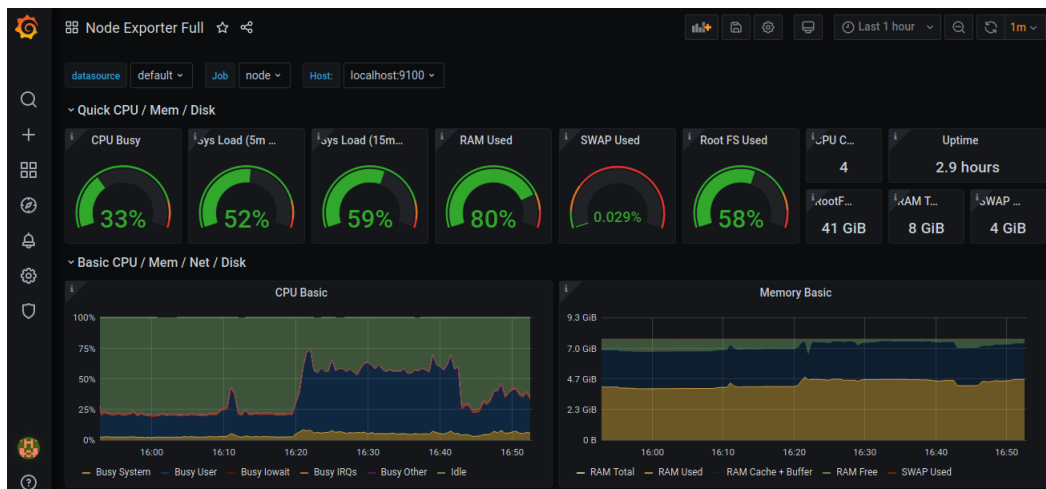 Node Exporter Full
Last 1 hour
1m
datasource default Job node Host: localhost:9100
Quick CPU / Mem / Disk
CPU Busy
33%
Sys Load (5m ...
52%
Sys Load (15m...
59%
RAM Used
80%
SWAP Used
0.029%
Root FS Used
58%
CPU C...
4
Uptime
2.9 hours
RootF...
41 GiB
RAM T...
8 GiB
SWAP ...
4 GiB
Basic CPU / Mem / Net / Disk
CPU Basic
100%
75%
50%
25%
0%
16:00 16:10 16:20 16:30 16:40 16:50
Busy System Busy User Busy Iowait Busy IRQs Busy Other Idle
Memory Basic
9.3 GiB
7.0 GiB
4.7 GiB
2.3 GiB
0 B
16:00 16:10 16:20 16:30 16:40 16:50
RAM Total RAM Used RAM Cache + Buffer RAM Free SWAP Used